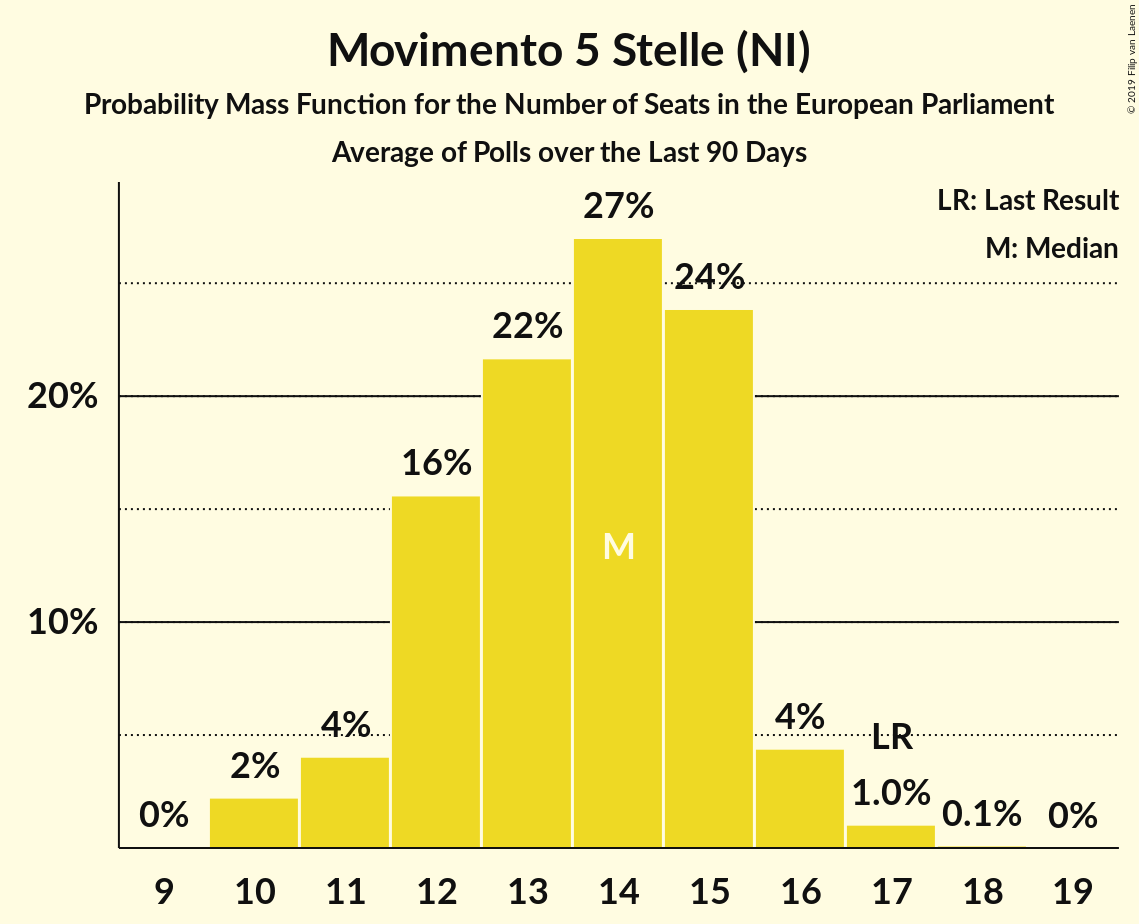 Movimento 5 Stelle (NI)
Probability Mass Function for the Number of Seats in the European Parliament
Average of Polls over the Last 90 Days
© 2019 Filip van Laenen
LR: Last Result
M: Median
27%
24%
22%
20%
16%
M
10%
4%
4%
LR
2%
1.0%
0%
0.1%
0%
9 10 11 12 13 14 15 16 17 18 19